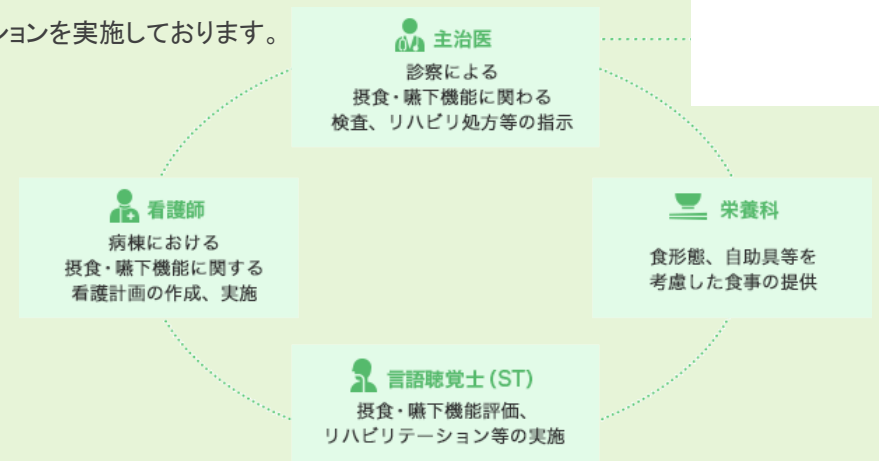 ションを実施しております。
主治医
診察による
摂食・嚥下機能に関わる
検査、リハビリ処方等の指示
看護師
病棟における
摂食・嚥下機能に関する
看護計画の作成、実施
栄養科
食形態、自助具等を
考慮した食事の提供
言語聴覚士(ST)
摂食・嚥下機能評価、
リハビリテーション等の実施